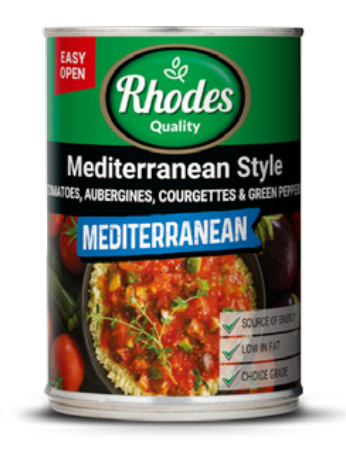 EASY
OPEN
Rhodes
Quality
Mediterranean Style
TOMATOES, AUBERGINES, COURGETTES & GREEN PEPPER
MEDITERRANEAN
SOURCE OF ENERGY
LOW IN FAT
CHOICE GRADE